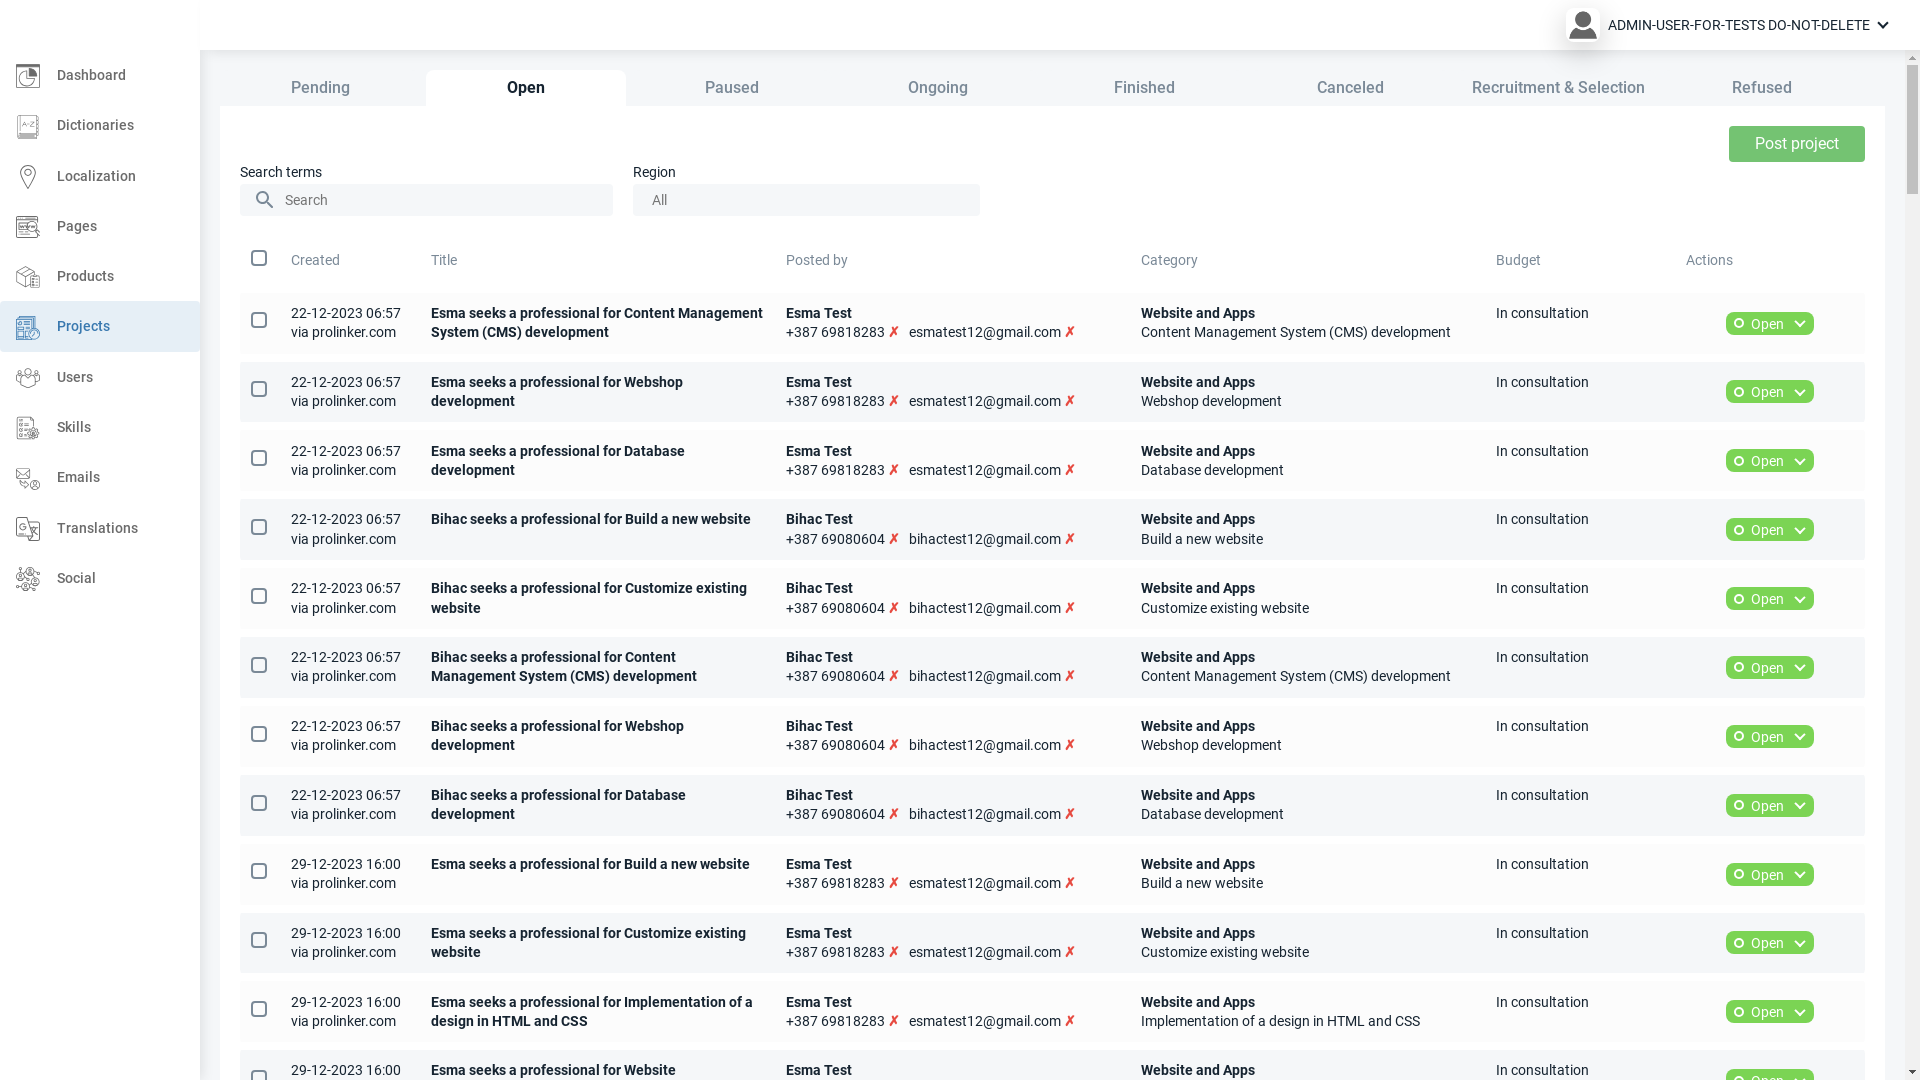 ADMIN-USER-FOR-TESTS DO-NOT-DELETE
Dashboard
Dictionaries
Localization
Pages
Products
Projects
Users
Skills
Emails
Translations
Social
Pending Open Paused Ongoing Finished Canceled Recruitment & Selection Refused
Post project
Search terms Region
Search All
Created Title Posted by Category Budget Actions
22-12-2023 06:57 Esma seeks a professional for Content Management Esma Test Website and Apps In consultation
via prolinker.com System (CMS) development +387 69818283 ✗ esmatest12@gmail.com ✗ Content Management System (CMS) development Open
22-12-2023 06:57 Esma seeks a professional for Webshop Esma Test Website and Apps In consultation
via prolinker.com development +387 69818283 ✗ esmatest12@gmail.com ✗ Webshop development Open
22-12-2023 06:57 Esma seeks a professional for Database Esma Test Website and Apps In consultation
via prolinker.com development +387 69818283 ✗ esmatest12@gmail.com ✗ Database development Open
22-12-2023 06:57 Bihac seeks a professional for Build a new website Bihac Test Website and Apps In consultation
via prolinker.com +387 69080604 ✗ bihactest12@gmail.com ✗ Build a new website Open
22-12-2023 06:57 Bihac seeks a professional for Customize existing Bihac Test Website and Apps In consultation
via prolinker.com website +387 69080604 ✗ bihactest12@gmail.com ✗ Customize existing website Open
22-12-2023 06:57 Bihac seeks a professional for Content Bihac Test Website and Apps In consultation
via prolinker.com Management System (CMS) development +387 69080604 ✗ bihactest12@gmail.com ✗ Content Management System (CMS) development Open
22-12-2023 06:57 Bihac seeks a professional for Webshop Bihac Test Website and Apps In consultation
via prolinker.com development +387 69080604 ✗ bihactest12@gmail.com ✗ Webshop development Open
22-12-2023 06:57 Bihac seeks a professional for Database Bihac Test Website and Apps In consultation
via prolinker.com development +387 69080604 ✗ bihactest12@gmail.com ✗ Database development Open
29-12-2023 16:00 Esma seeks a professional for Build a new website Esma Test Website and Apps In consultation
via prolinker.com +387 69818283 ✗ esmatest12@gmail.com ✗ Build a new website Open
29-12-2023 16:00 Esma seeks a professional for Customize existing Esma Test Website and Apps In consultation
via prolinker.com website +387 69818283 ✗ esmatest12@gmail.com ✗ Customize existing website Open
29-12-2023 16:00 Esma seeks a professional for Implementation of a Esma Test Website and Apps In consultation
via prolinker.com design in HTML and CSS +387 69818283 ✗ esmatest12@gmail.com ✗ Implementation of a design in HTML and CSS Open
29-12-2023 16:00 Esma seeks a professional for Website Esma Test Website and Apps In consultation
Open